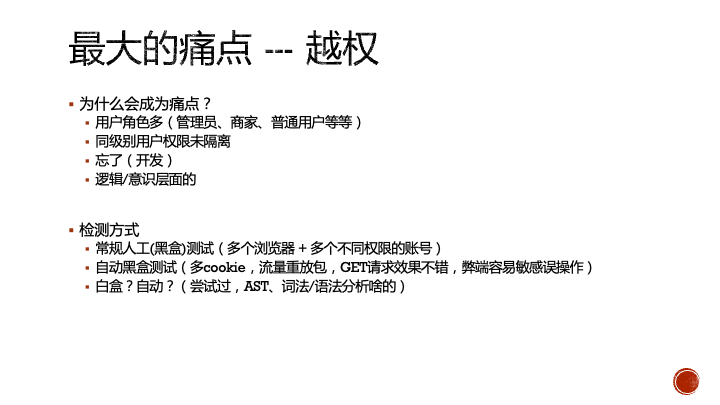 最大的痛点 --- 越权
为什么会成为痛点？
用户角色多（管理员、商家、普通用户等等）
同级别用户权限未隔离
忘了（开发）
逻辑/意识层面的
检测方式
常规人工(黑盒)测试（多个浏览器 + 多个不同权限的账号）
自动黑盒测试（多cookie，流量重放包，GET请求效果不错，弊端容易敏感误操作）
白盒？自动？（尝试过，AST、词法/语法分析啥的）